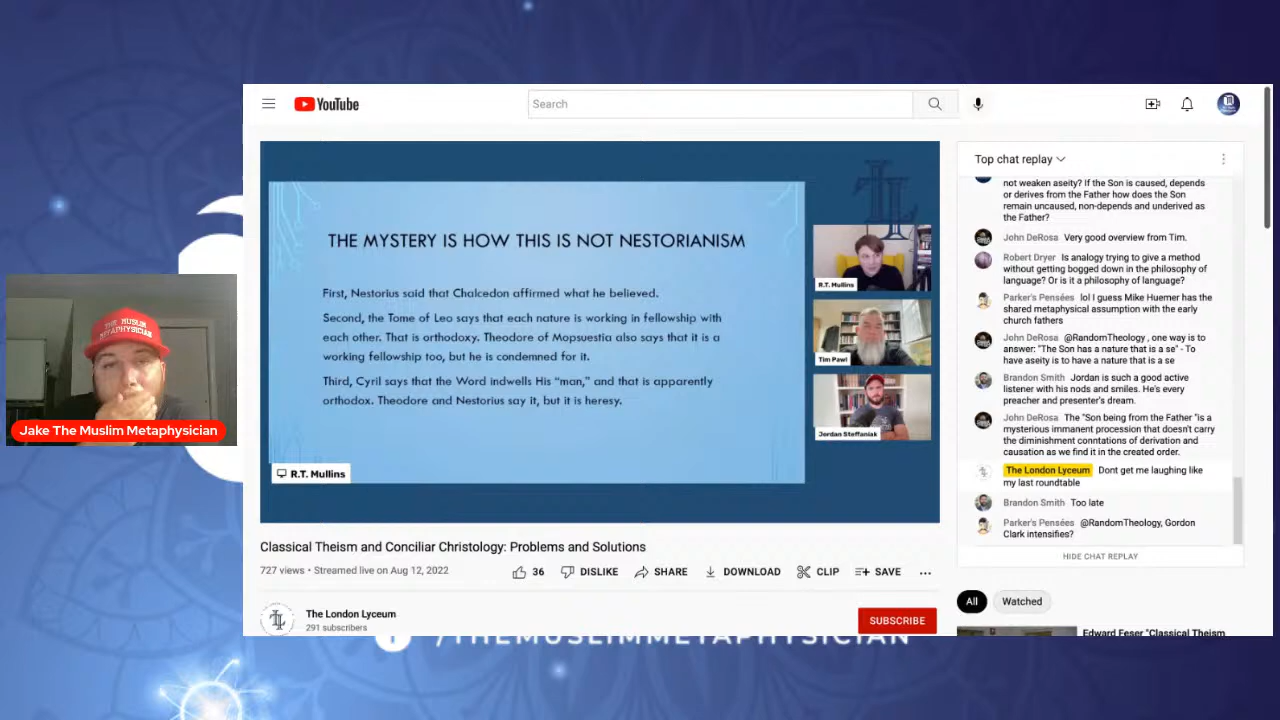 YouTube
Search
THE MYSTERY IS HOW THIS IS NOT NESTORIANISM
First, Nestorius said that Chalcedon affirmed what he believed.
Second, the Tome of Leo says that each nature is working in fellowship with
each other. That is orthodoxy. Theodore of Mopsuestia also says that it is a
working fellowship too, but he is condemned for it.
Third, Cyril says that the Word indwells His “man,” and that is apparently
orthodox. Theodore and Nestorius say it, but it is heresy.
R.T. Mullins
R.T. Mullins
Tim Pawl
Jordan Steffaniak
Classical Theism and Conciliar Christology: Problems and Solutions
727 views • Streamed live on Aug 12, 2022
36
DISLIKE
SHARE
DOWNLOAD
CLIP
SAVE
The London Lyceum
291 subscribers
SUBSCRIBE
Top chat replay
not weaken aseity? If the Son is caused, depends
or derives from the Father how does the Son
remain uncaused, non-depends and underived as
the Father?
John DeRosa Very good overview from Tim.
Robert Dryer Is analogy trying to give a method
without getting bogged down in the philosophy of
language? Or is it a philosophy of language?
Parker's Pensées lol I guess Mike Huemer has the
shared metaphysical assumption with the early
church fathers
John DeRosa @RandomTheology , one way is to
answer: "The Son has a nature that is a se" - To
have aseity is to have a nature that is a se
Brandon Smith Jordan is such a good active
listener with his nods and smiles. He's every
preacher and presenter's dream.
John DeRosa The "Son being from the Father "is a
mysterious immanent procession that doesn't carry
the diminishment conntations of derivation and
causation as we find it in the created order.
The London Lyceum Dont get me laughing like
my last roundtable
Brandon Smith Too late
Parker's Pensées @RandomTheology, Gordon
Clark intensifies?
HIDE CHAT REPLAY
All
Watched
Edward Feser "Classical Theism
THE MUSLIM
METAPHYSICIAN
Jake The Muslim Metaphysician
/THEMUSLIMMETAPHYSICIAN